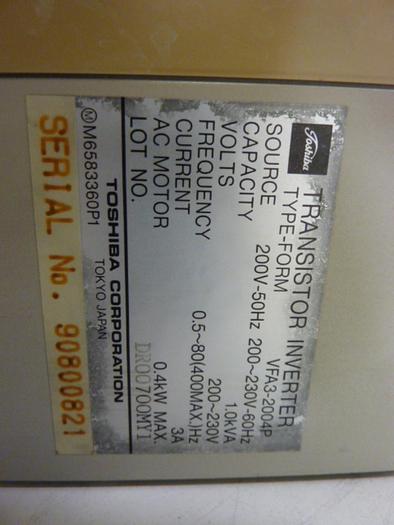 Toshiba TRANSISTOR INVERTER
TYPE-FORM VFA3-2004P
SOURCE 200V-50Hz 200~230V-60Hz
CAPACITY 1.0kVA
VOLTS 200~230V
FREQUENCY 0.5~80(400MAX.)Hz
CURRENT 3A
AC MOTOR 0.4kW MAX.
LOT NO. DR00700MY1
TOSHIBA CORPORATION
ⓂM6583360P1 TOKYO JAPAN
SERIAL No. 90800821